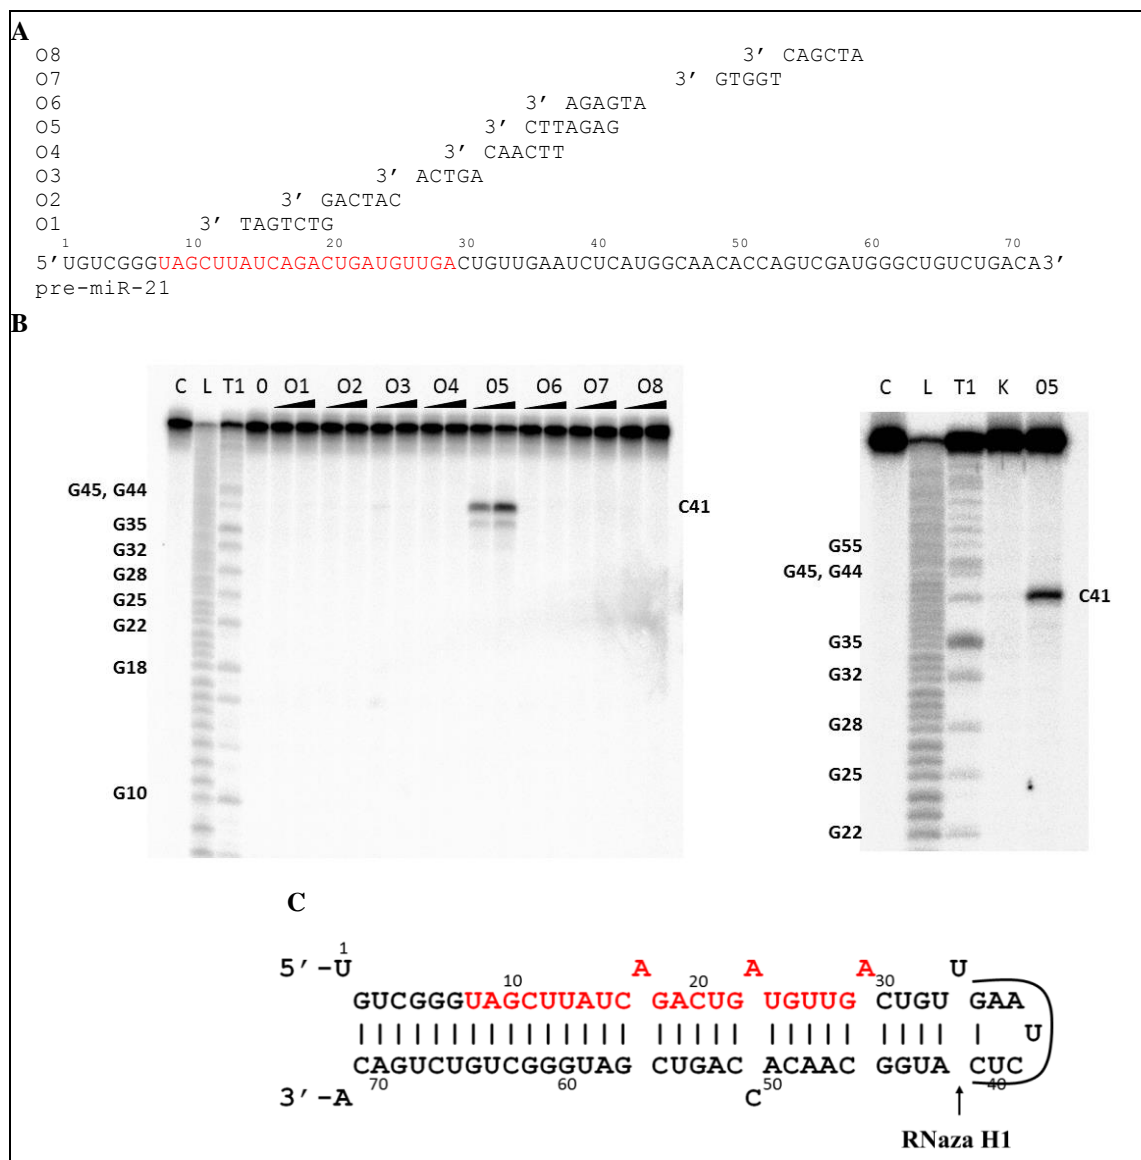 A
O8 3’ CAGCTA
O7 3’ GTGGT
O6 3’ AGAGTA
O5 3’ CTTAGAG
O4 3’ CAACTT
O3 3’ ACTGA
O2 3’ GACTAC
O1 3’ TAGTCTG
1 10 20 30 40 50 60 70
5’UGUCGGGUAGCUUAUCAGACUGAUGUUGACUGUUGAAUCUCAUGGCAACACCAGUCGAUGGGCUGUCUGACA3’
pre-miR-21
B
C L T1 0 O1 O2 O3 O4 05 O6 O7 O8
G45, G44
G35
G32
G28
G25
G22
G18
G10
C41
C L T1 K 05
G55
G45, G44
G35
G32
G28
G25
G22
C41
C
1
5’-U A A A U
10 20 30
GUCGGGUAGCUUAUC GACUG UGUUG CUGU GAA
U
CAGUCUGUCGGGUAG CUGAC ACAAC GGUA CUC
70 60 50 40
3’-A C
RNaza H1